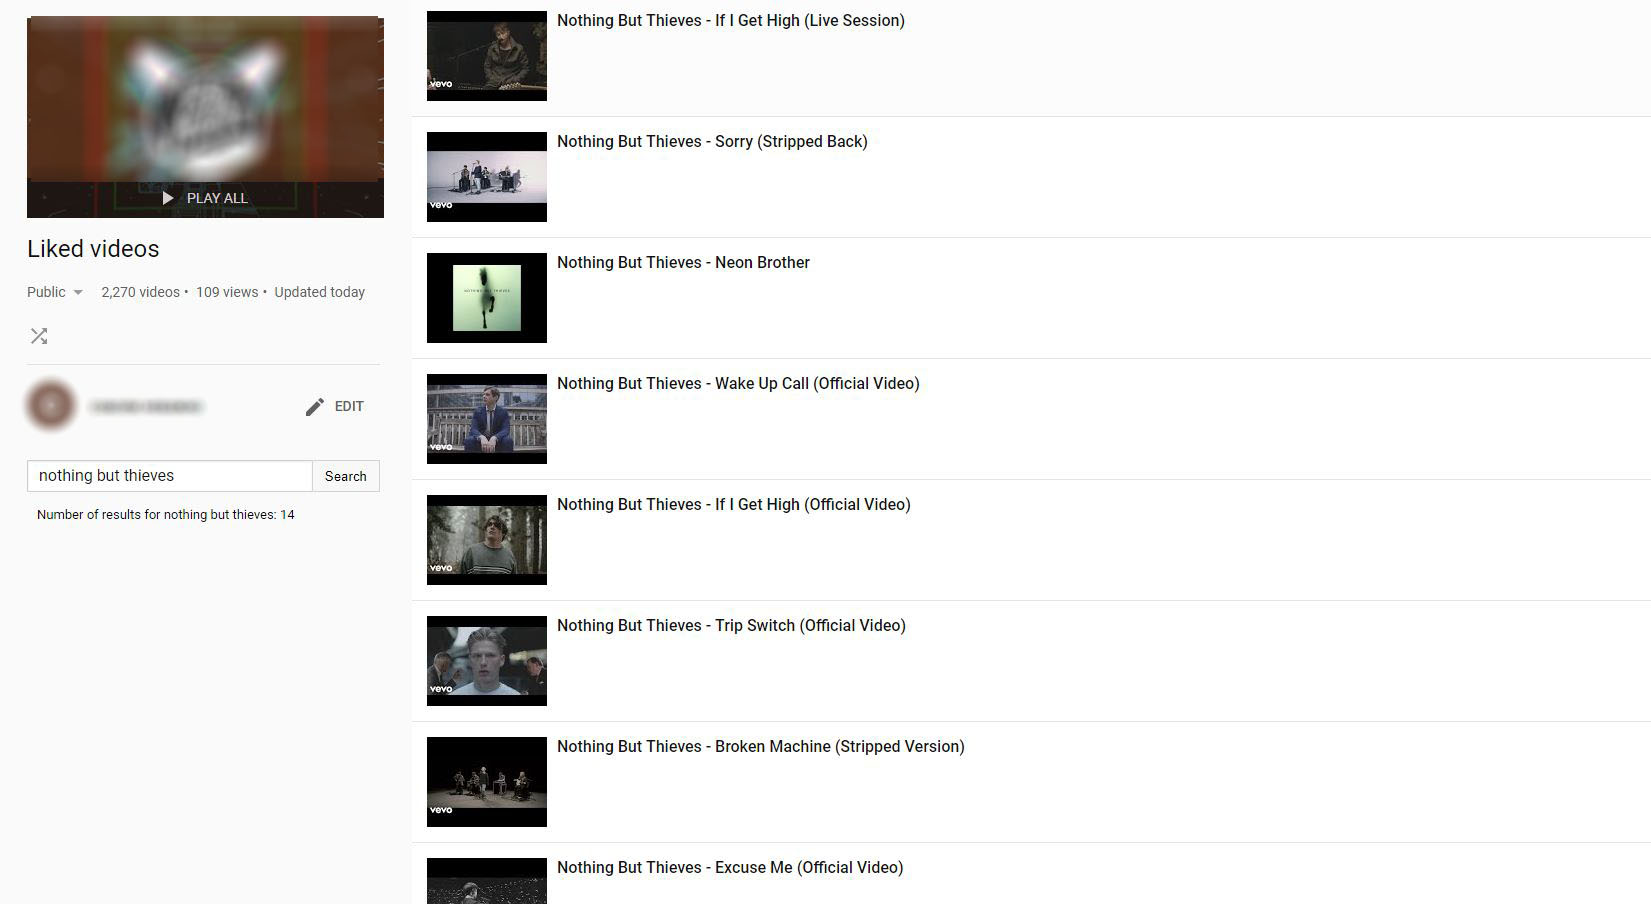 PLAY ALL
Liked videos
Public 2,270 videos • 109 views • Updated today
EDIT
nothing but thieves
Search
Number of results for nothing but thieves: 14
Nothing But Thieves - If I Get High (Live Session)
vevo
Nothing But Thieves - Sorry (Stripped Back)
vevo
Nothing But Thieves - Neon Brother
NOTHING BUT THIEVES
Nothing But Thieves - Wake Up Call (Official Video)
vevo
Nothing But Thieves - If I Get High (Official Video)
vevo
Nothing But Thieves - Trip Switch (Official Video)
vevo
Nothing But Thieves - Broken Machine (Stripped Version)
vevo
Nothing But Thieves - Excuse Me (Official Video)